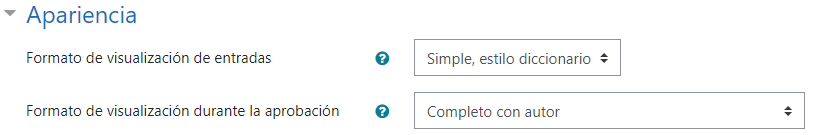 Apariencia
Formato de visualización de entradas Simple, estilo diccionario
Formato de visualización durante la aprobación Completo con autor